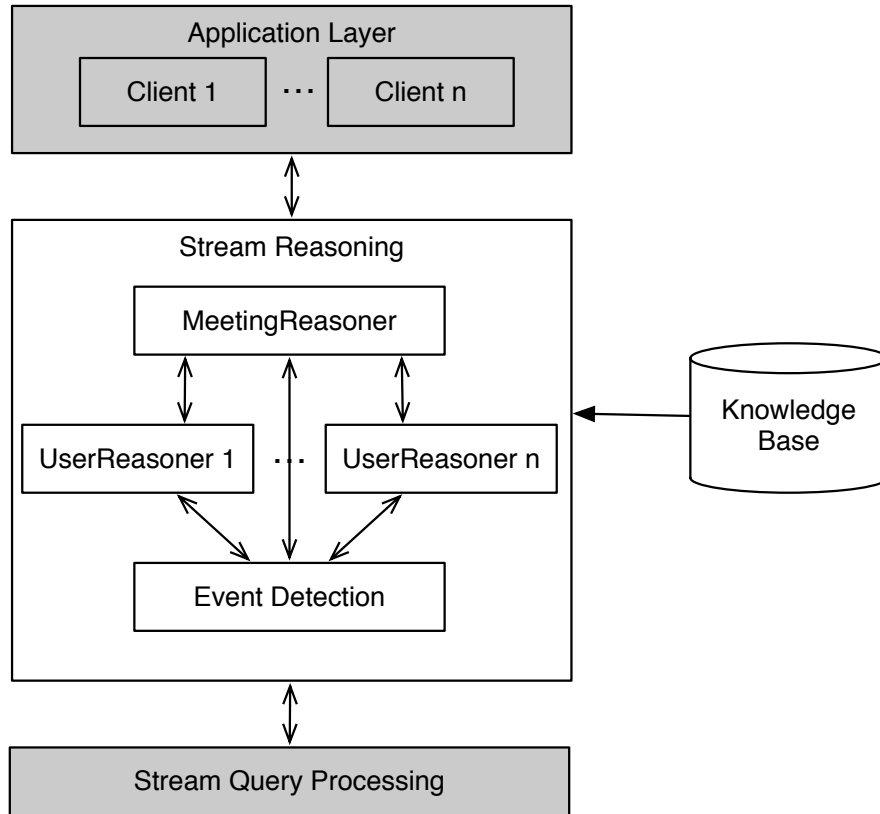 Application Layer
Client 1 ... Client n
Stream Reasoning
MeetingReasoner
UserReasoner 1 ... UserReasoner n
Event Detection
Knowledge
Base
Stream Query Processing